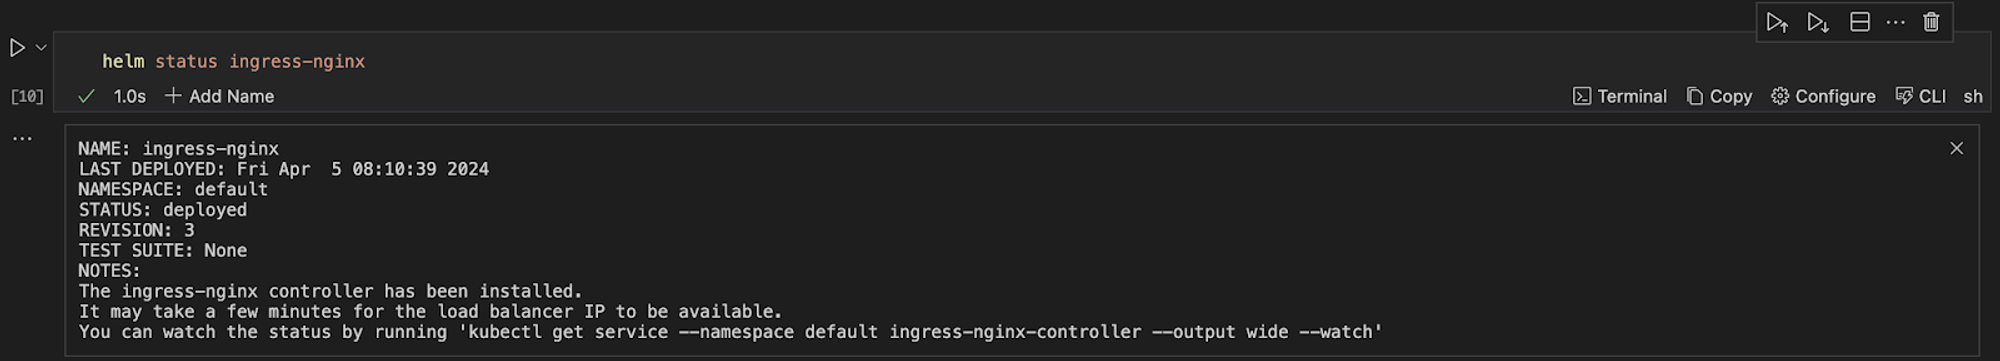 helm status ingress-nginx
[10] 1.0s Add Name Terminal Copy Configure CLI sh
NAME: ingress-nginx
LAST DEPLOYED: Fri Apr  5 08:10:39 2024
NAMESPACE: default
STATUS: deployed
REVISION: 3
TEST SUITE: None
NOTES:
The ingress-nginx controller has been installed.
It may take a few minutes for the load balancer IP to be available.
You can watch the status by running 'kubectl get service --namespace default ingress-nginx-controller --output wide --watch'